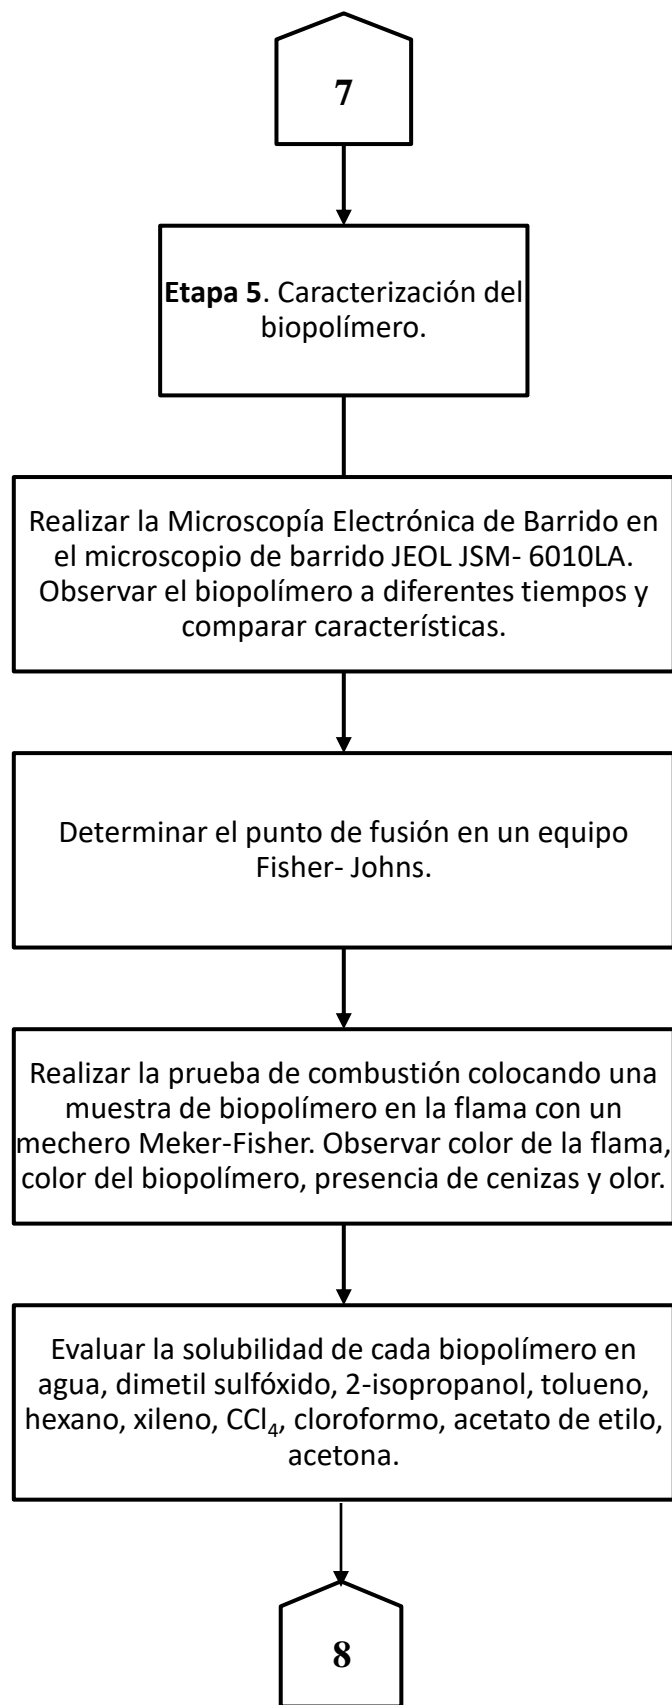 7
Etapa 5. Caracterización del
biopolímero.
Realizar la Microscopía Electrónica de Barrido en
el microscopio de barrido JEOL JSM- 6010LA.
Observar el biopolímero a diferentes tiempos y
comparar características.
Determinar el punto de fusión en un equipo
Fisher- Johns.
Realizar la prueba de combustión colocando una
muestra de biopolímero en la flama con un
mechero Meker-Fisher. Observar color de la flama,
color del biopolímero, presencia de cenizas y olor.
Evaluar la solubilidad de cada biopolímero en
agua, dimetil sulfóxido, 2-isopropanol, tolueno,
hexano, xileno, CCl₄, cloroformo, acetato de etilo,
acetona.
8